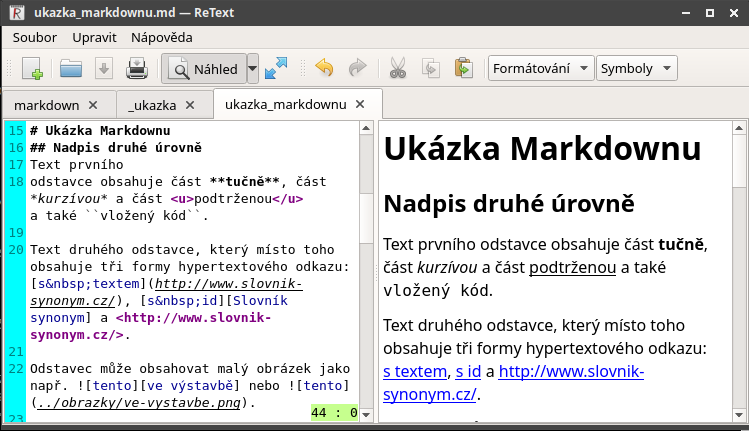 ukazka_markdownu.md — ReText
Soubor Upravit Nápověda
Náhled Formátování Symboly
markdown _ukazka ukazka_markdownu
15 # Ukázka Markdownu
16 ## Nadpis druhé úrovně
17 Text prvního
18 odstavce obsahuje část **tučně**, část
*kurzívou* a část <u>podtrženou</u>
a také ``vložený kód``.
19
20 Text druhého odstavce, který místo toho
obsahuje tři formy hypertextového odkazu:
[s&nbsp;textem](http://www.slovnik-
synonym.cz/), [s&nbsp;id][Slovník
synonym] a <http://www.slovnik-
synonym.cz/>.
21
22 Odstavec může obsahovat malý obrázek jako
např. ![tento][ve výstavbě] nebo ![tento]
(../obrazky/ve-vystavbe.png).
23
44 : 0
Ukázka Markdownu
Nadpis druhé úrovně
Text prvního odstavce obsahuje část tučně,
část kurzívou a část podtrženou a také
vložený kód.
Text druhého odstavce, který místo toho
obsahuje tři formy hypertextového odkazu:
s textem, s id a http://www.slovnik-
synonym.cz/.